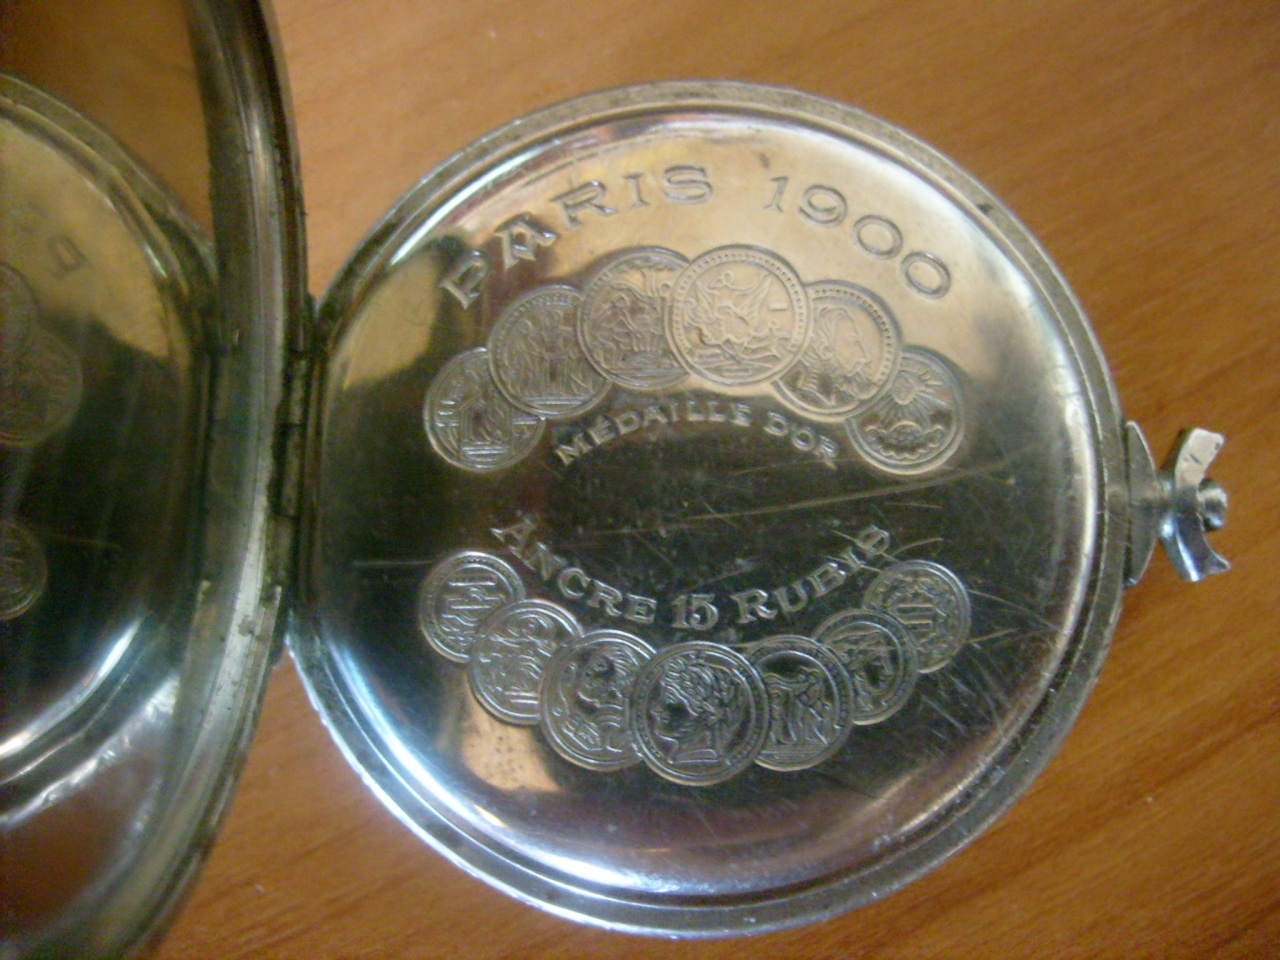 PARIS 1900
MÉDAILLE D'OR
ANCRE 15 RUBIS